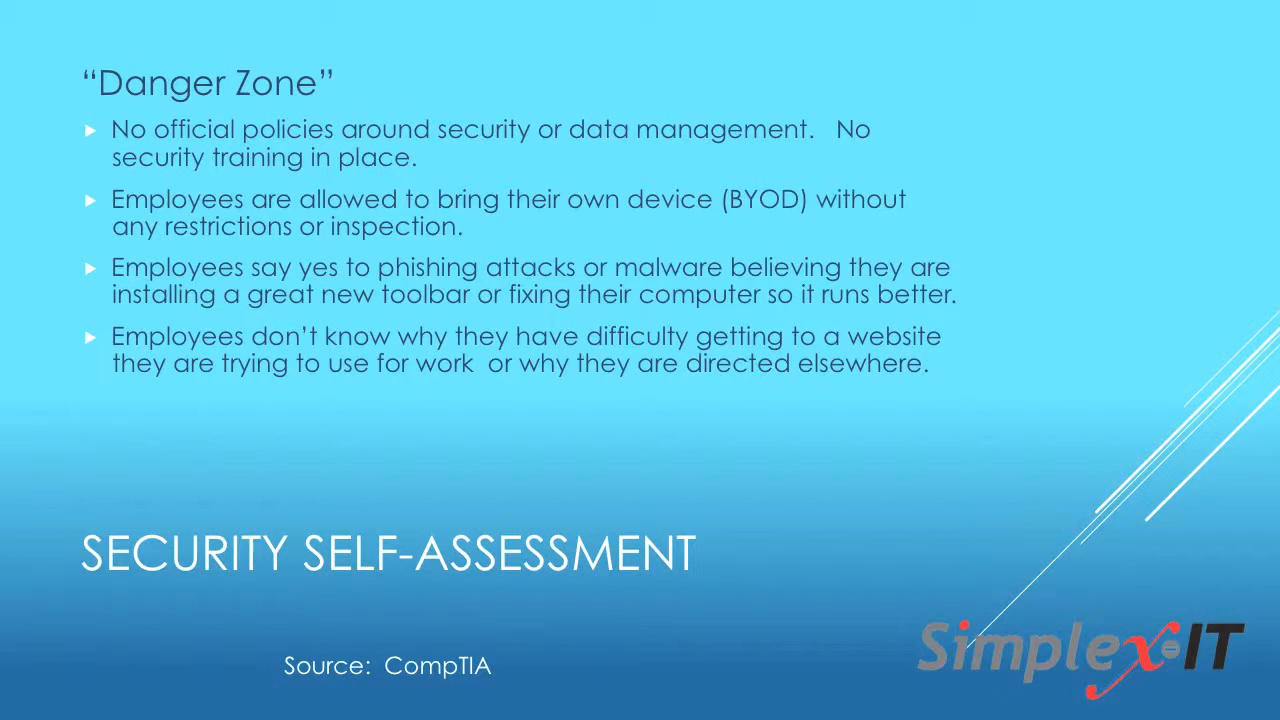 “Danger Zone”
No official policies around security or data management.   No
security training in place.
Employees are allowed to bring their own device (BYOD) without
any restrictions or inspection.
Employees say yes to phishing attacks or malware believing they are
installing a great new toolbar or fixing their computer so it runs better.
Employees don’t know why they have difficulty getting to a website
they are trying to use for work  or why they are directed elsewhere.
SECURITY SELF-ASSESSMENT
Source:  CompTIA
Simplex-IT